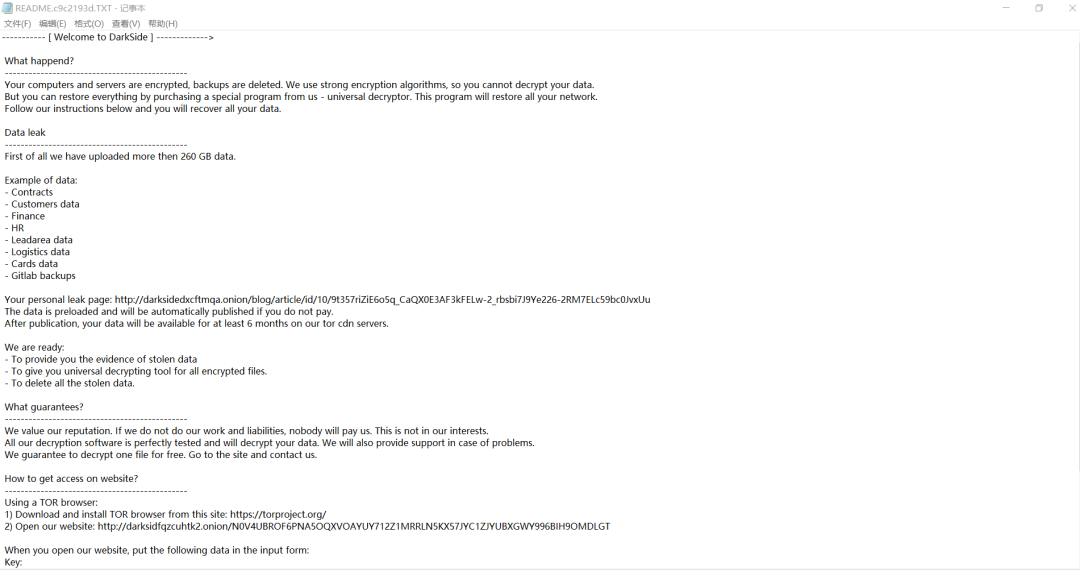 README.c9c2193d.TXT - 记事本
文件(F) 编辑(E) 格式(O) 查看(V) 帮助(H)
----------- [ Welcome to DarkSide ] ------------->
What happend?
----------------------------------------------
Your computers and servers are encrypted, backups are deleted. We use strong encryption algorithms, so you cannot decrypt your data.
But you can restore everything by purchasing a special program from us - universal decryptor. This program will restore all your network.
Follow our instructions below and you will recover all your data.
Data leak
----------------------------------------------
First of all we have uploaded more then 260 GB data.
Example of data:
- Contracts
- Customers data
- Finance
- HR
- Leadarea data
- Logistics data
- Cards data
- Gitlab backups
Your personal leak page: http://darksidedxcftmqa.onion/blog/article/id/10/9t357riZiE6o5q_CaQX0E3AF3kFELw-2_rbsbi7J9Ye226-2RM7ELc59bc0JvxUu
The data is preloaded and will be automatically published if you do not pay.
After publication, your data will be available for at least 6 months on our tor cdn servers.
We are ready:
- To provide you the evidence of stolen data
- To give you universal decrypting tool for all encrypted files.
- To delete all the stolen data.
What guarantees?
----------------------------------------------
We value our reputation. If we do not do our work and liabilities, nobody will pay us. This is not in our interests.
All our decryption software is perfectly tested and will decrypt your data. We will also provide support in case of problems.
We guarantee to decrypt one file for free. Go to the site and contact us.
How to get access on website?
----------------------------------------------
Using a TOR browser:
1) Download and install TOR browser from this site: https://torproject.org/
2) Open our website: http://darksidfqzcuhtk2.onion/N0V4UBROF6PNA5OQXVOAYUY712Z1MRRLN5KX57JYC1ZJYUBXGWY996BIH9OMDLGT
When you open our website, put the following data in the input form:
Key: